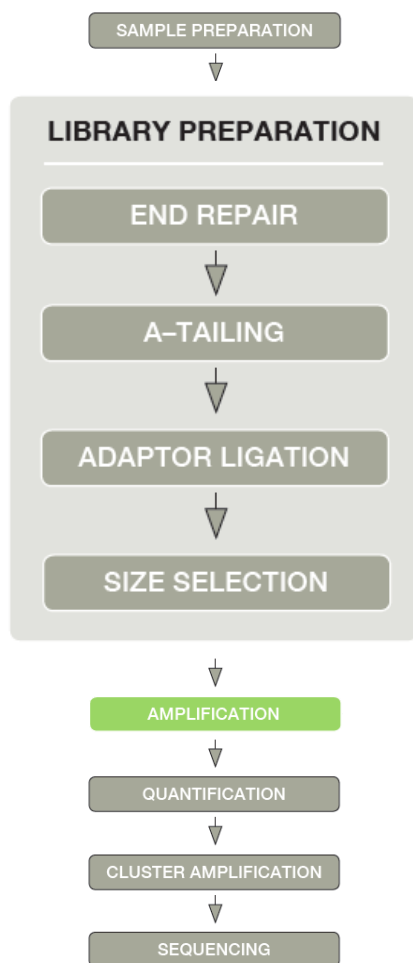 SAMPLE PREPARATION
LIBRARY PREPARATION
END REPAIR
A–TAILING
ADAPTOR LIGATION
SIZE SELECTION
AMPLIFICATION
QUANTIFICATION
CLUSTER AMPLIFICATION
SEQUENCING